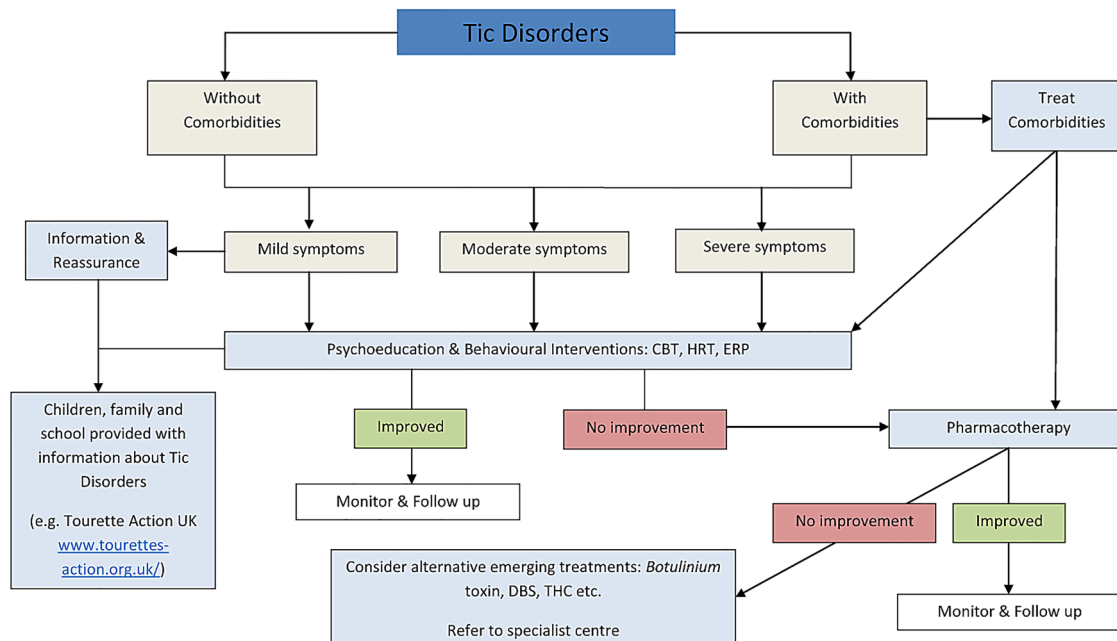 Tic Disorders
Without
Comorbidities
With
Comorbidities
Treat
Comorbidities
Information &
Reassurance
Mild symptoms
Moderate symptoms
Severe symptoms
Psychoeducation & Behavioural Interventions: CBT, HRT, ERP
Children, family and
school provided with
information about Tic
Disorders
(e.g. Tourette Action UK
www.tourettes-
action.org.uk/)
Improved
No improvement
Pharmacotherapy
Monitor & Follow up
No improvement
Improved
Consider alternative emerging treatments: Botulinium
toxin, DBS, THC etc.
Refer to specialist centre
Monitor & Follow up